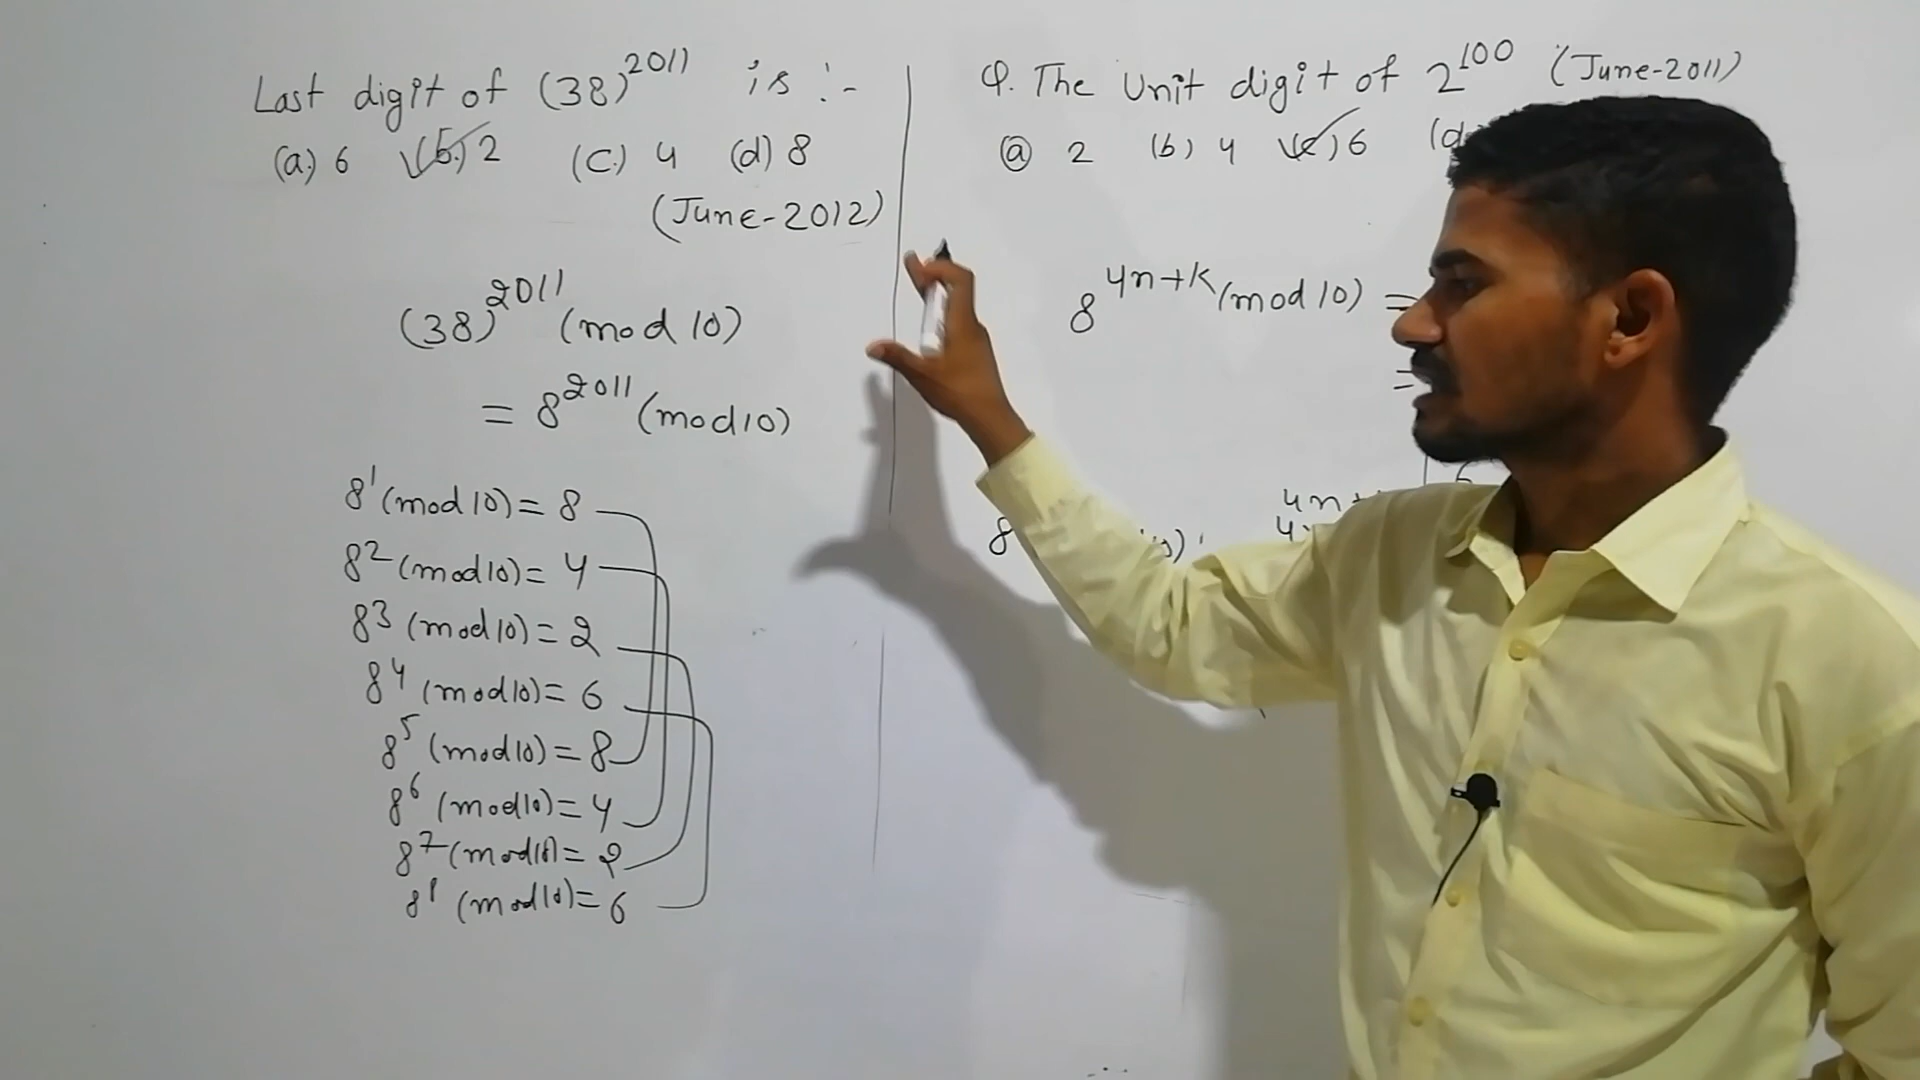 Last digit of (38)^2011 is :-
(a.) 6 (b.) 2 (c.) 4 (d) 8
(June-2012)
(38)^2011 (mod 10)
= 8^2011 (mod 10)
8^1 (mod 10) = 8
8^2 (mod 10) = 4
8^3 (mod 10) = 2
8^4 (mod 10) = 6
8^5 (mod 10) = 8
8^6 (mod 10) = 4
8^7 (mod 10) = 2
8^8 (mod 10) = 6
Q. The Unit digit of 2^100 (June-2011)
(a) 2 (b) 4 (c) 6 (d
8^4n+k (mod 10) =
=
6
4n+
8